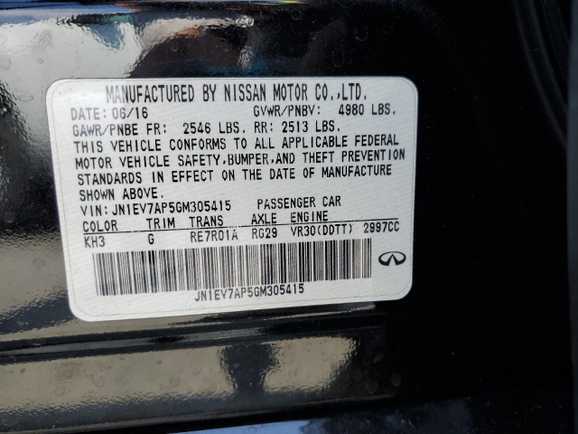 MANUFACTURED BY NISSAN MOTOR CO.,LTD.
DATE: 06/16 GVWR/PNBV: 4980 LBS.
GAWR/PNBE FR: 2546 LBS. RR: 2513 LBS.
THIS VEHICLE CONFORMS TO ALL APPLICABLE FEDERAL
MOTOR VEHICLE SAFETY,BUMPER,AND THEFT PREVENTION
STANDARDS IN EFFECT ON THE DATE OF MANUFACTURE
SHOWN ABOVE.
VIN: JN1EV7AP5GM305415 PASSENGER CAR
COLOR TRIM TRANS AXLE ENGINE
KH3 G RE7R01A RG29 VR30(DDTT) 2997CC
JN1EV7AP5GM305415